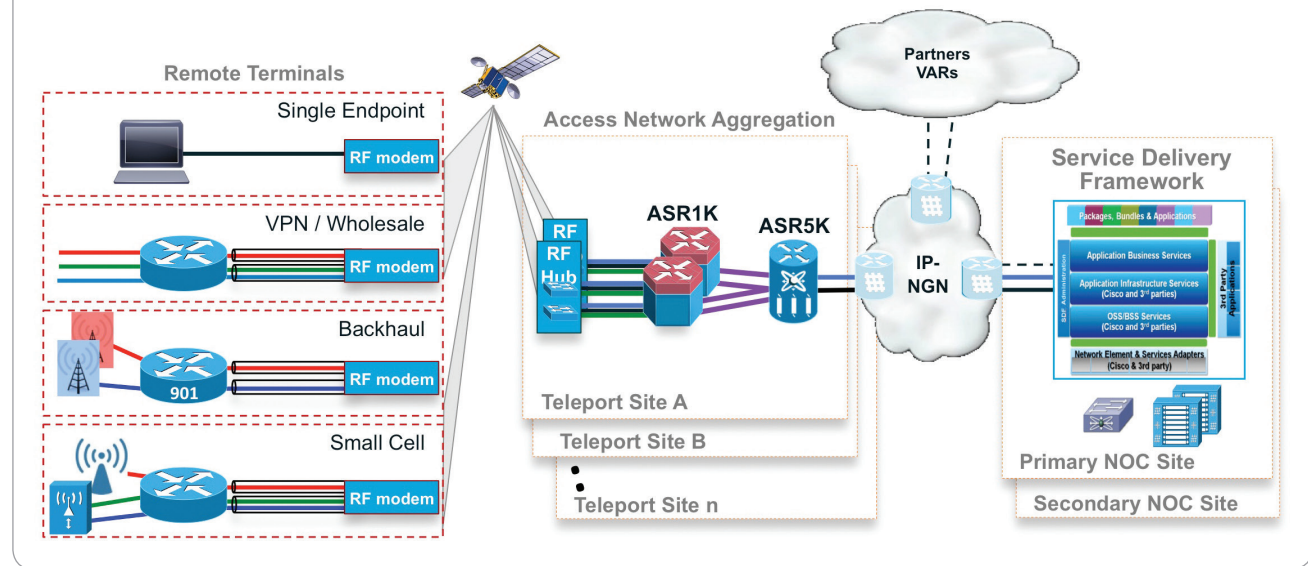 Remote Terminals
Single Endpoint
RF modem
VPN / Wholesale
RF modem
Backhaul
901
RF modem
Small Cell
RF modem
Access Network Aggregation
RF
RF
Hub
ASR1K
ASR5K
Teleport Site A
Teleport Site B
Teleport Site n
Partners
VARs
IP-
NGN
Service Delivery
Framework
Packages, Bundles & Applications
SDF Administration
Application Business Services
Application Infrastructure Services
(Cisco and 3rd parties)
OSS/BSS Services
(Cisco and 3rd parties)
3rd Party
Applications
Network Element & Services Adapters
(Cisco & 3rd party)
Primary NOC Site
Secondary NOC Site